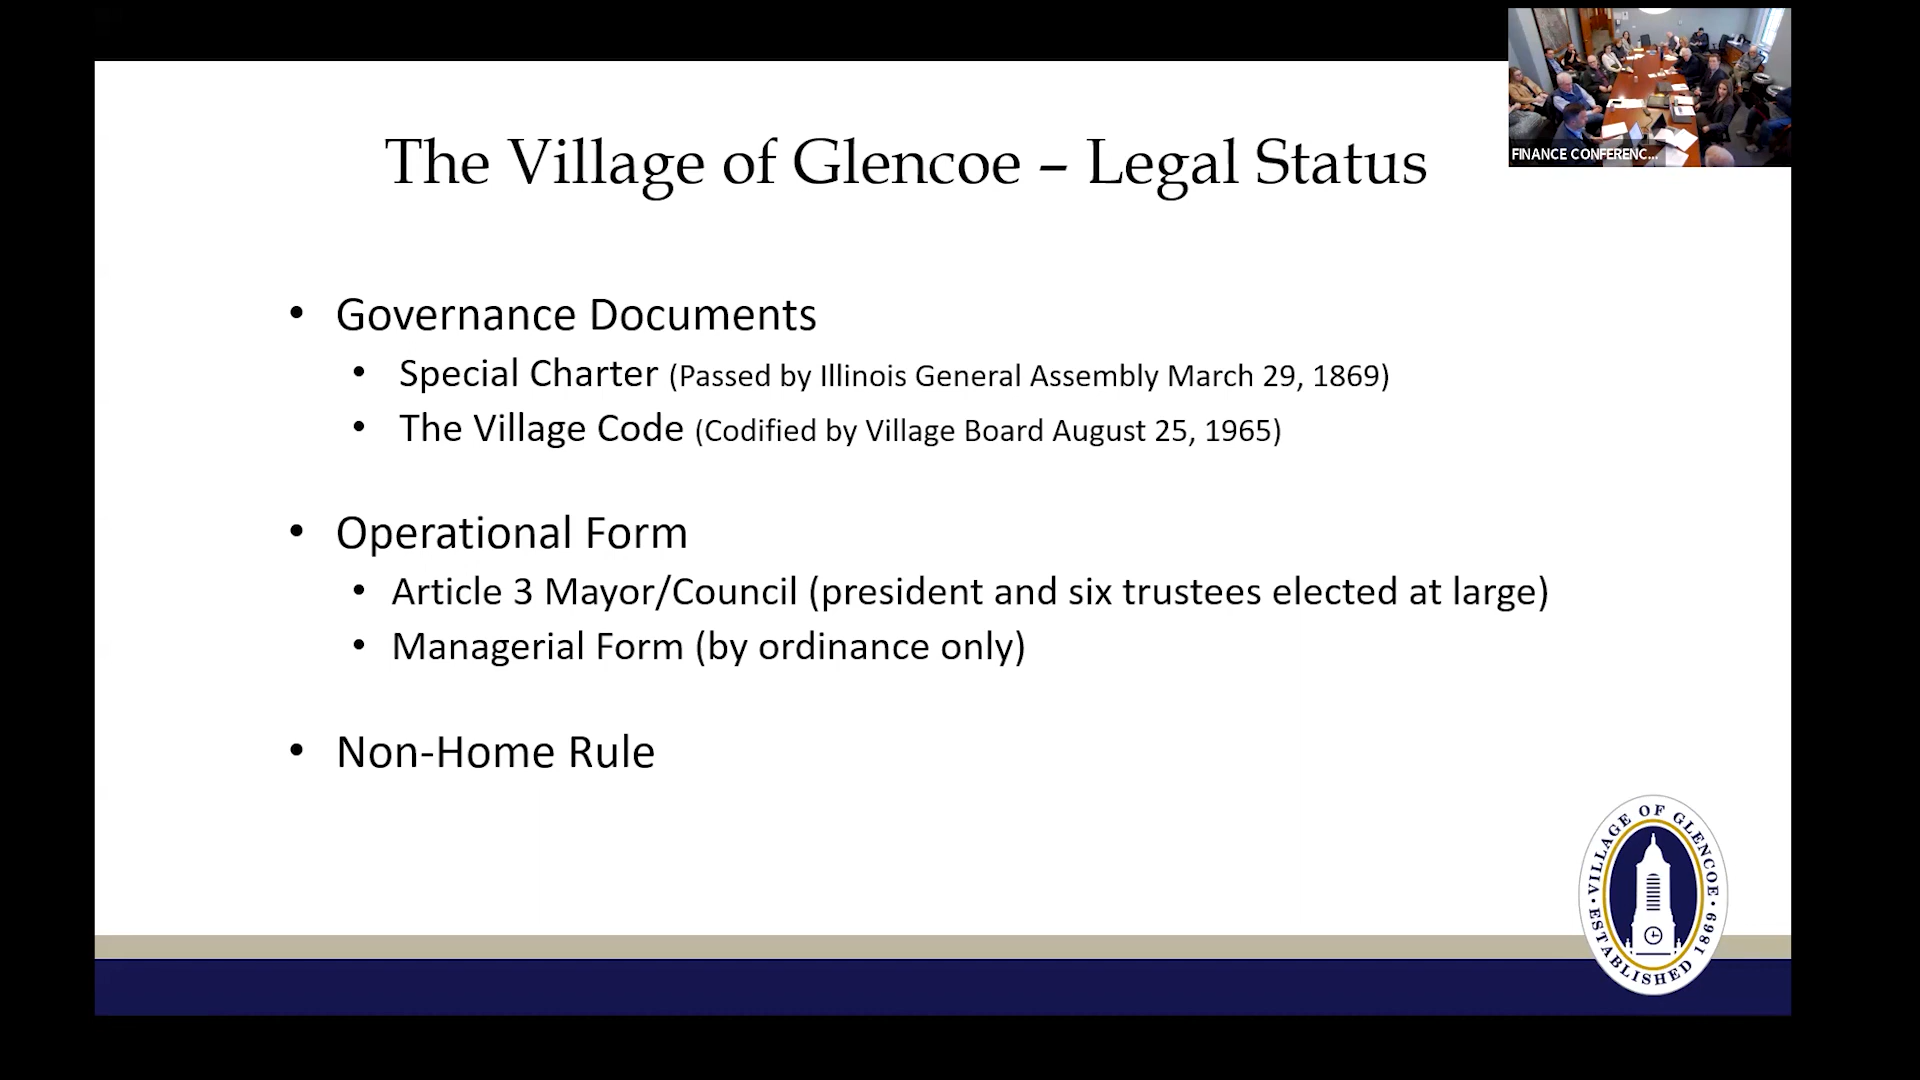 FINANCE CONFERENC...
The Village of Glencoe – Legal Status
• Governance Documents
• Special Charter (Passed by Illinois General Assembly March 29, 1869)
• The Village Code (Codified by Village Board August 25, 1965)
• Operational Form
• Article 3 Mayor/Council (president and six trustees elected at large)
• Managerial Form (by ordinance only)
• Non-Home Rule
• VILLAGE OF GLENCOE •
ESTABLISHED 1869